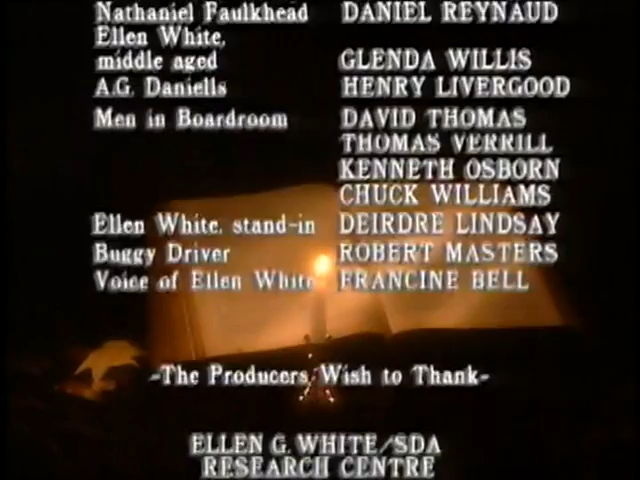 Nathaniel Faulkhead DANIEL REYNAUD
Ellen White,
middle aged GLENDA WILLIS
A.G. Daniells HENRY LIVERGOOD
Men in Boardroom DAVID THOMAS
THOMAS VERRILL
KENNETH OSBORN
CHUCK WILLIAMS
Ellen White, stand-in DEIRDRE LINDSAY
Buggy Driver ROBERT MASTERS
Voice of Ellen White FRANCINE BELL
-The Producers Wish to Thank-
ELLEN G. WHITE/SDA
RESEARCH CENTRE